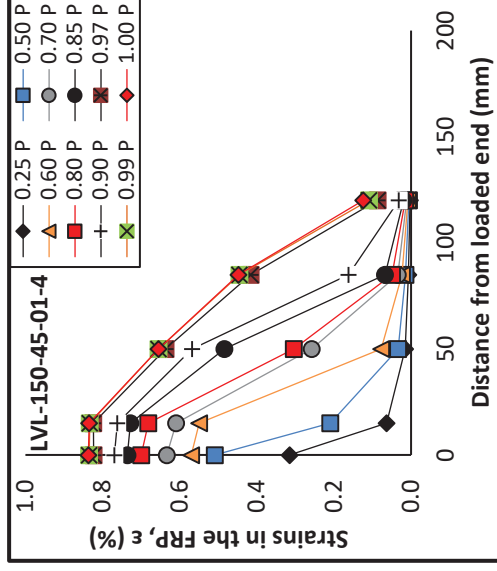 LVL-150-45-01-4
0.25 P
0.50 P
0.60 P
0.70 P
0.80 P
0.85 P
0.90 P
0.97 P
0.99 P
1.00 P
Strains in the FRP, ε (%)
1.0
0.8
0.6
0.4
0.2
0.0
0
50
100
150
200
Distance from loaded end (mm)